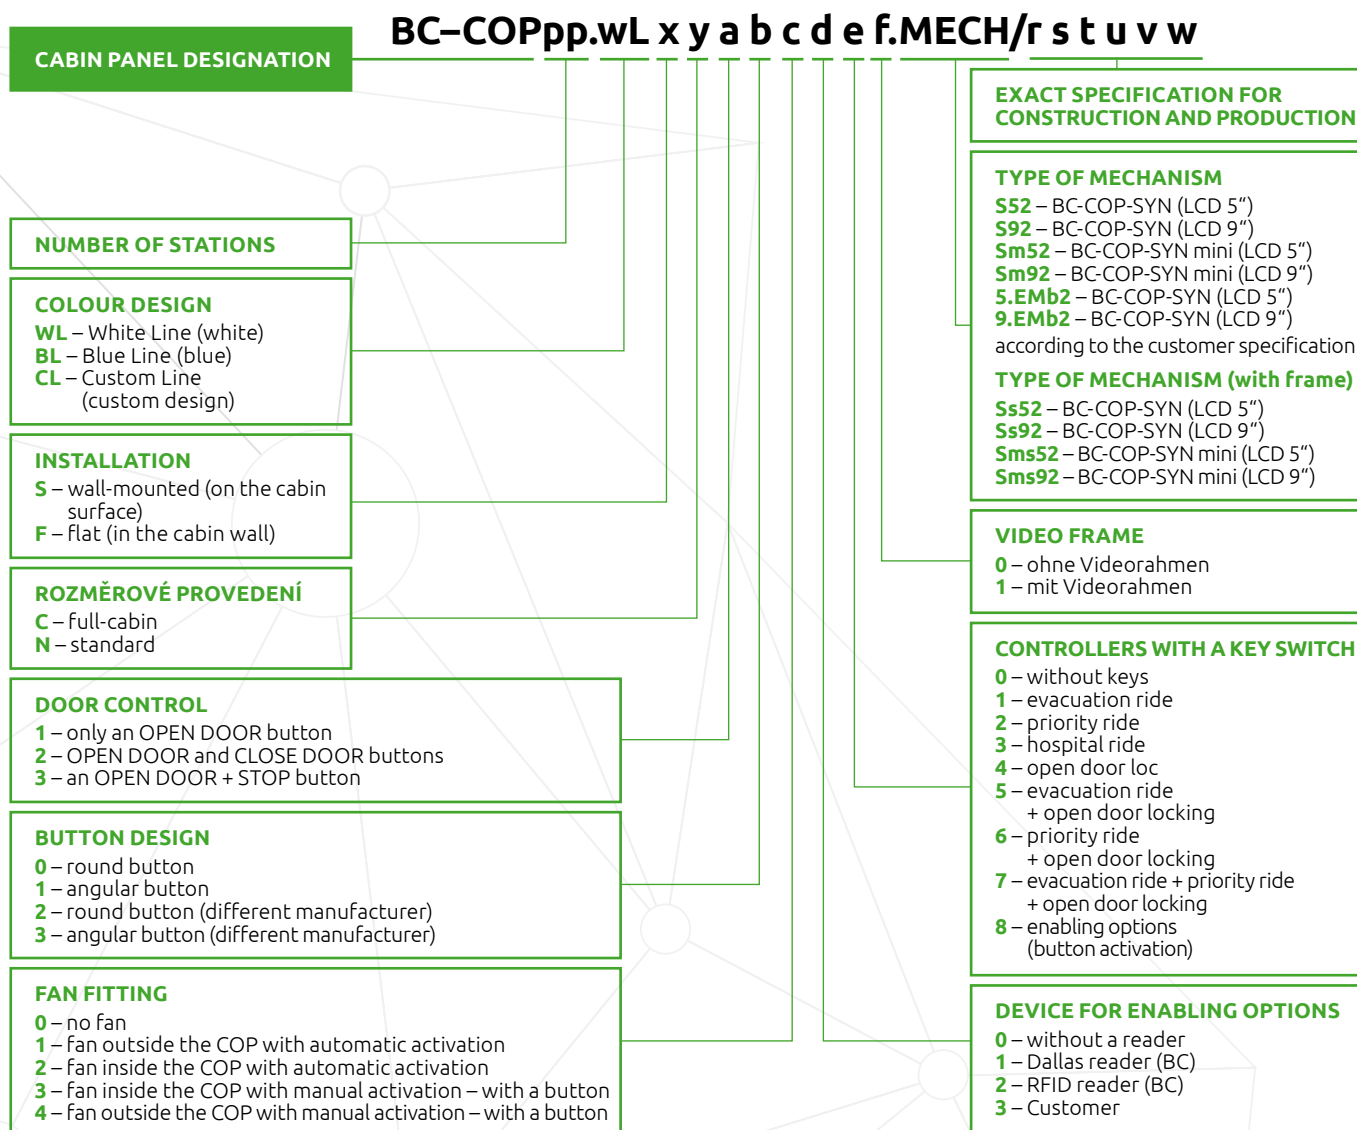 BC–COPpp.wL x y a b c d e f.MECH/r s t u v w
CABIN PANEL DESIGNATION
NUMBER OF STATIONS
COLOUR DESIGN
WL – White Line (white)
BL – Blue Line (blue)
CL – Custom Line
(custom design)
INSTALLATION
S – wall-mounted (on the cabin
surface)
F – flat (in the cabin wall)
ROZMĚROVÉ PROVEDENÍ
C – full-cabin
N – standard
DOOR CONTROL
1 – only an OPEN DOOR button
2 – OPEN DOOR and CLOSE DOOR buttons
3 – an OPEN DOOR + STOP button
BUTTON DESIGN
0 – round button
1 – angular button
2 – round button (different manufacturer)
3 – angular button (different manufacturer)
FAN FITTING
0 – no fan
1 – fan outside the COP with automatic activation
2 – fan inside the COP with automatic activation
3 – fan inside the COP with manual activation – with a button
4 – fan outside the COP with manual activation – with a button
EXACT SPECIFICATION FOR
CONSTRUCTION AND PRODUCTION
TYPE OF MECHANISM
S52 – BC-COP-SYN (LCD 5“)
S92 – BC-COP-SYN (LCD 9“)
Sm52 – BC-COP-SYN mini (LCD 5“)
Sm92 – BC-COP-SYN mini (LCD 9“)
5.EMb2 – BC-COP-SYN (LCD 5“)
9.EMb2 – BC-COP-SYN (LCD 9“)
according to the customer specification
TYPE OF MECHANISM (with frame)
Ss52 – BC-COP-SYN (LCD 5“)
Ss92 – BC-COP-SYN (LCD 9“)
Sms52 – BC-COP-SYN mini (LCD 5“)
Sms92 – BC-COP-SYN mini (LCD 9“)
VIDEO FRAME
0 – ohne Videorahmen
1 – mit Videorahmen
CONTROLLERS WITH A KEY SWITCH
0 – without keys
1 – evacuation ride
2 – priority ride
3 – hospital ride
4 – open door loc
5 – evacuation ride
+ open door locking
6 – priority ride
+ open door locking
7 – evacuation ride + priority ride
+ open door locking
8 – enabling options
(button activation)
DEVICE FOR ENABLING OPTIONS
0 – without a reader
1 – Dallas reader (BC)
2 – RFID reader (BC)
3 – Customer